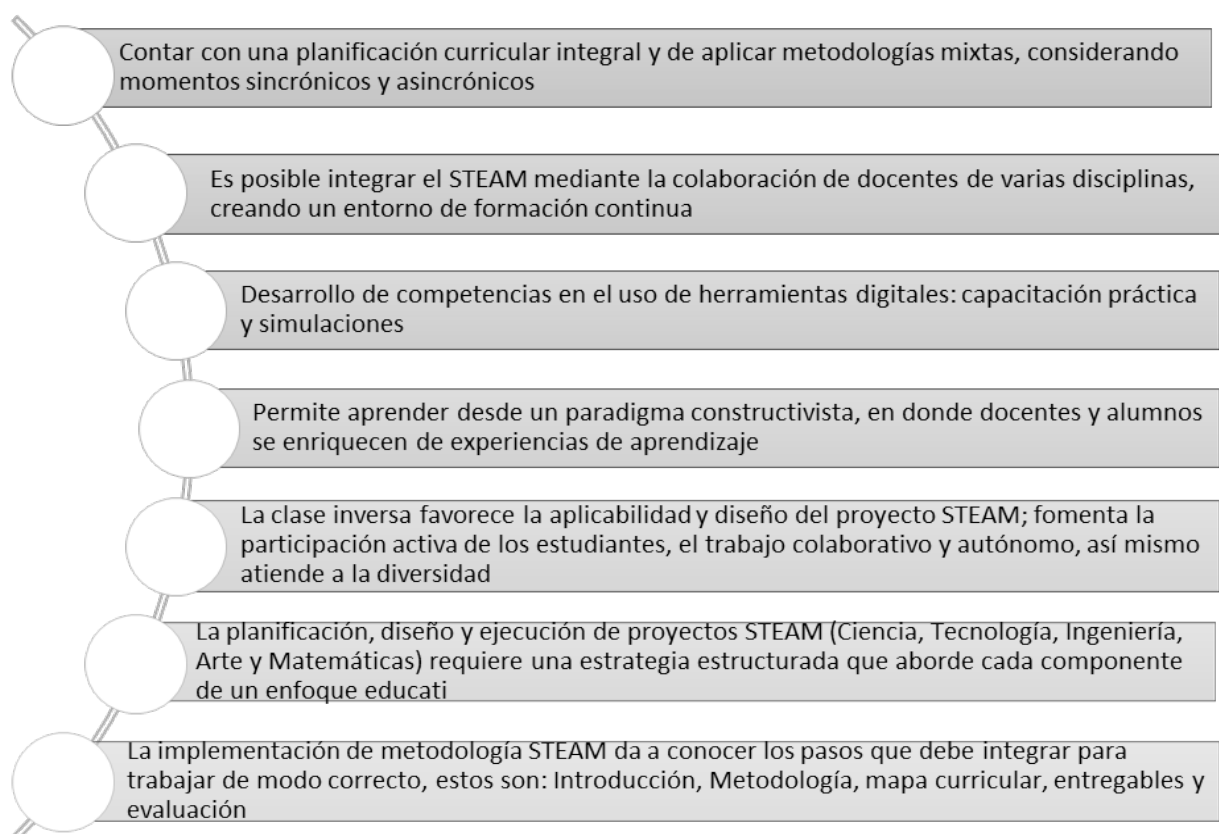 Contar con una planificación curricular integral y de aplicar metodologías mixtas, considerando
momentos sincrónicos y asincrónicos
Es posible integrar el STEAM mediante la colaboración de docentes de varias disciplinas,
creando un entorno de formación continua
Desarrollo de competencias en el uso de herramientas digitales: capacitación práctica
y simulaciones
Permite aprender desde un paradigma constructivista, en donde docentes y alumnos
se enriquecen de experiencias de aprendizaje
La clase inversa favorece la aplicabilidad y diseño del proyecto STEAM; fomenta la
participación activa de los estudiantes, el trabajo colaborativo y autónomo, así mismo
atiende a la diversidad
La planificación, diseño y ejecución de proyectos STEAM (Ciencia, Tecnología, Ingeniería,
Arte y Matemáticas) requiere una estrategia estructurada que aborde cada componente
de un enfoque educati
La implementación de metodología STEAM da a conocer los pasos que debe integrar para
trabajar de modo correcto, estos son: Introducción, Metodología, mapa curricular, entregables y
evaluación